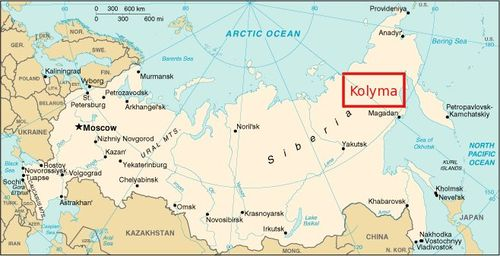 0 300 600 km
0 300 600 mi
Provideniya
U.S.
ARCTIC OCEAN
Anadyr'
Bering Sea
Barents Sea
Kaliningrad
Murmansk
Kolyma
Vyborg
St.
Petersburg
Petrozavodsk
Arkhangel'sk
Petropavlovsk-
Kamchatskiy
UKRAINE
Moscow
Noril'sk
Siberia
Magadan
Nizhniy Novgorod
URAL MTS.
Sea of
Okhotsk
NORTH
PACIFIC
OCEAN
Black
Sea
Rostov
Kazan'
Yakutsk
KURIL
ISLANDS
Novorossiysk
Tuapse
Volgograd
Yekaterinburg
Sochi
Chelyabinsk
Kholmsk
Nevel'sk
Astrakhan'
Omsk
Krasnoyarsk
Lake
Baikal
Khabarovsk
Novosibirsk
Irkutsk
KAZAKHSTAN
MONGOLIA
CHINA
JAPAN
Nakhodka
Vostochnyy
Vladivostok
N. KOR.